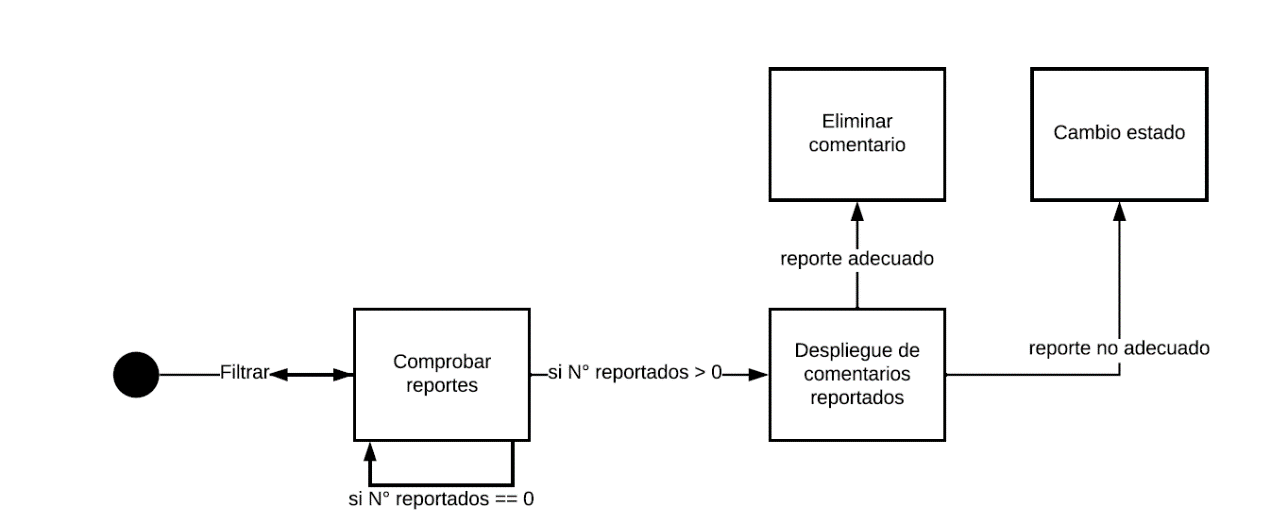 Eliminar
comentario
Cambio estado
reporte adecuado
reporte no adecuado
Filtrar
Comprobar
reportes
si N° reportados > 0
Despliegue de
comentarios
reportados
si N° reportados == 0